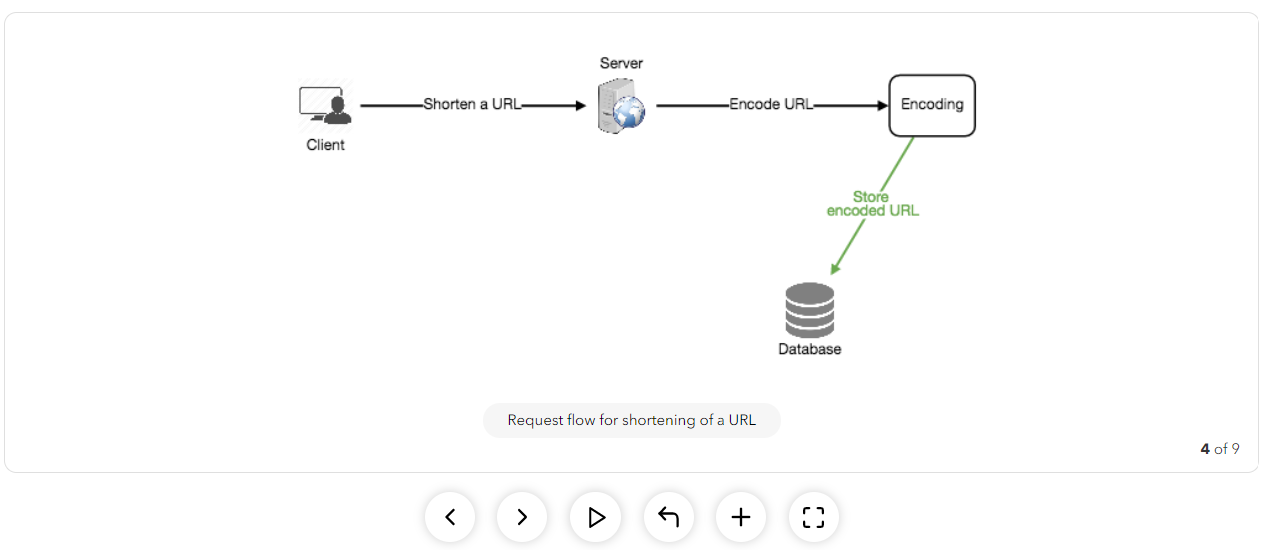 Server
Shorten a URL
Encode URL
Encoding
Client
Store
encoded URL
Database
Request flow for shortening of a URL
4 of 9